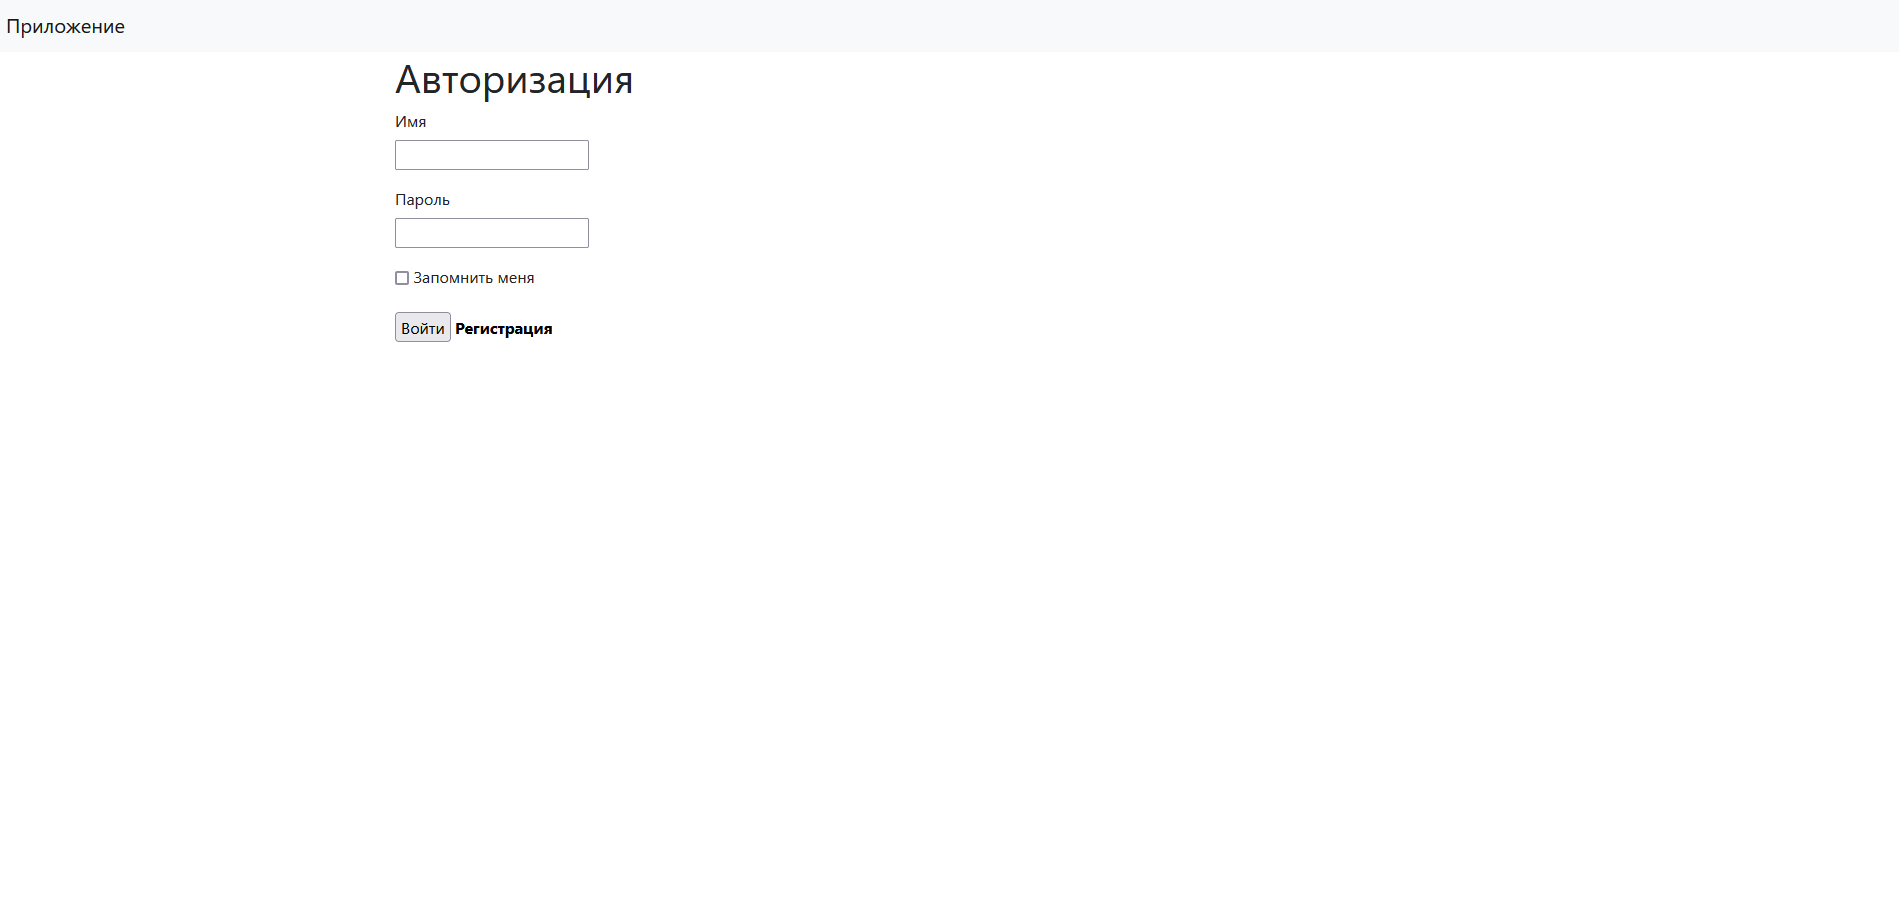 Приложение
Авторизация
Имя
Пароль
Запомнить меня
Войти Регистрация